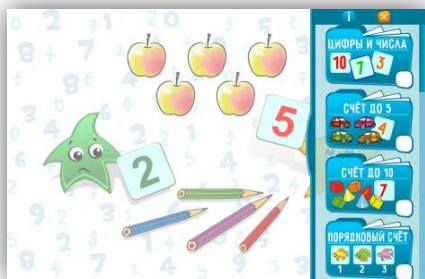 5
2
i
ЦИФРЫ И ЧИСЛА
10 7 3
СЧЁТ ДО 5
4
СЧЁТ ДО 10
7
ПОРЯДКОВЫЙ СЧЁТ
1 2 3